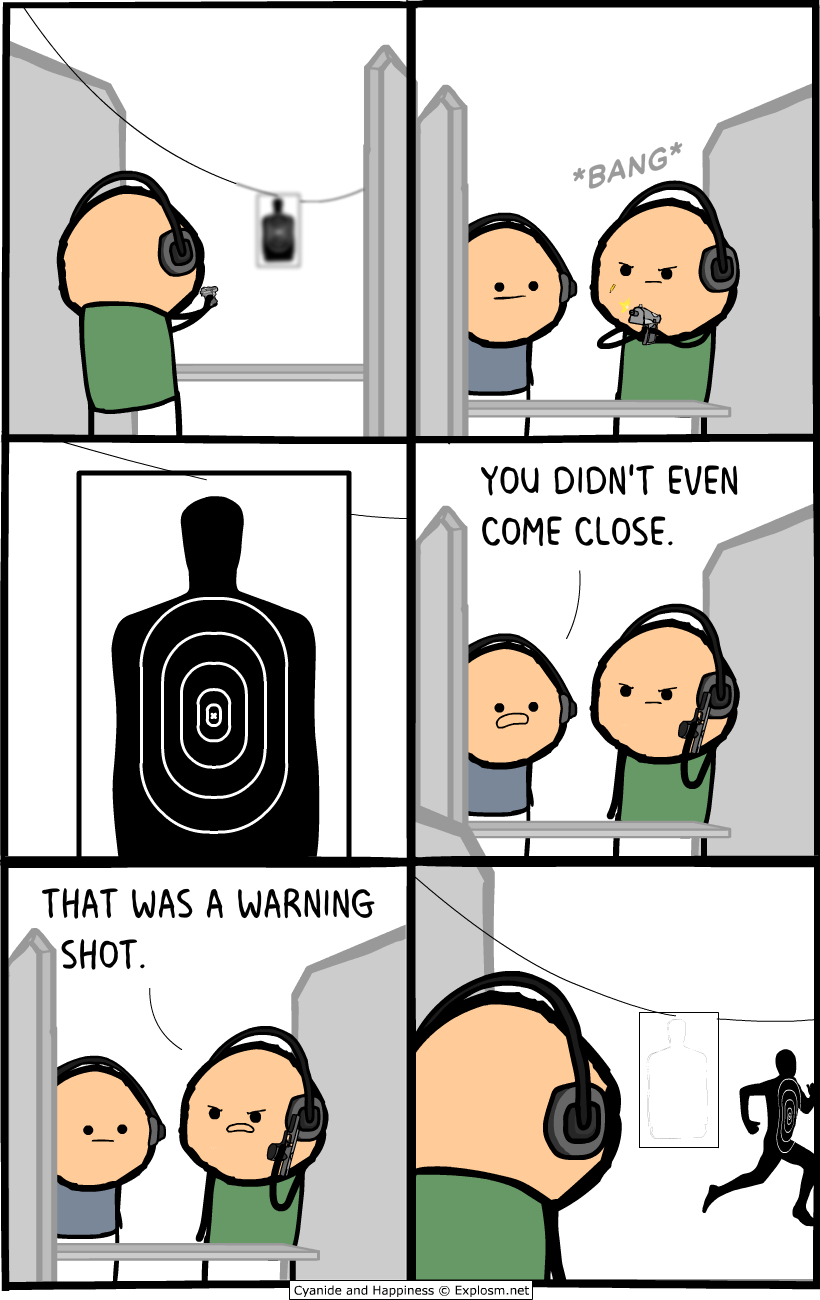 *BANG*
YOU DIDN'T EVEN
COME CLOSE.
THAT WAS A WARNING
SHOT.
Cyanide and Happiness © Explosm.net